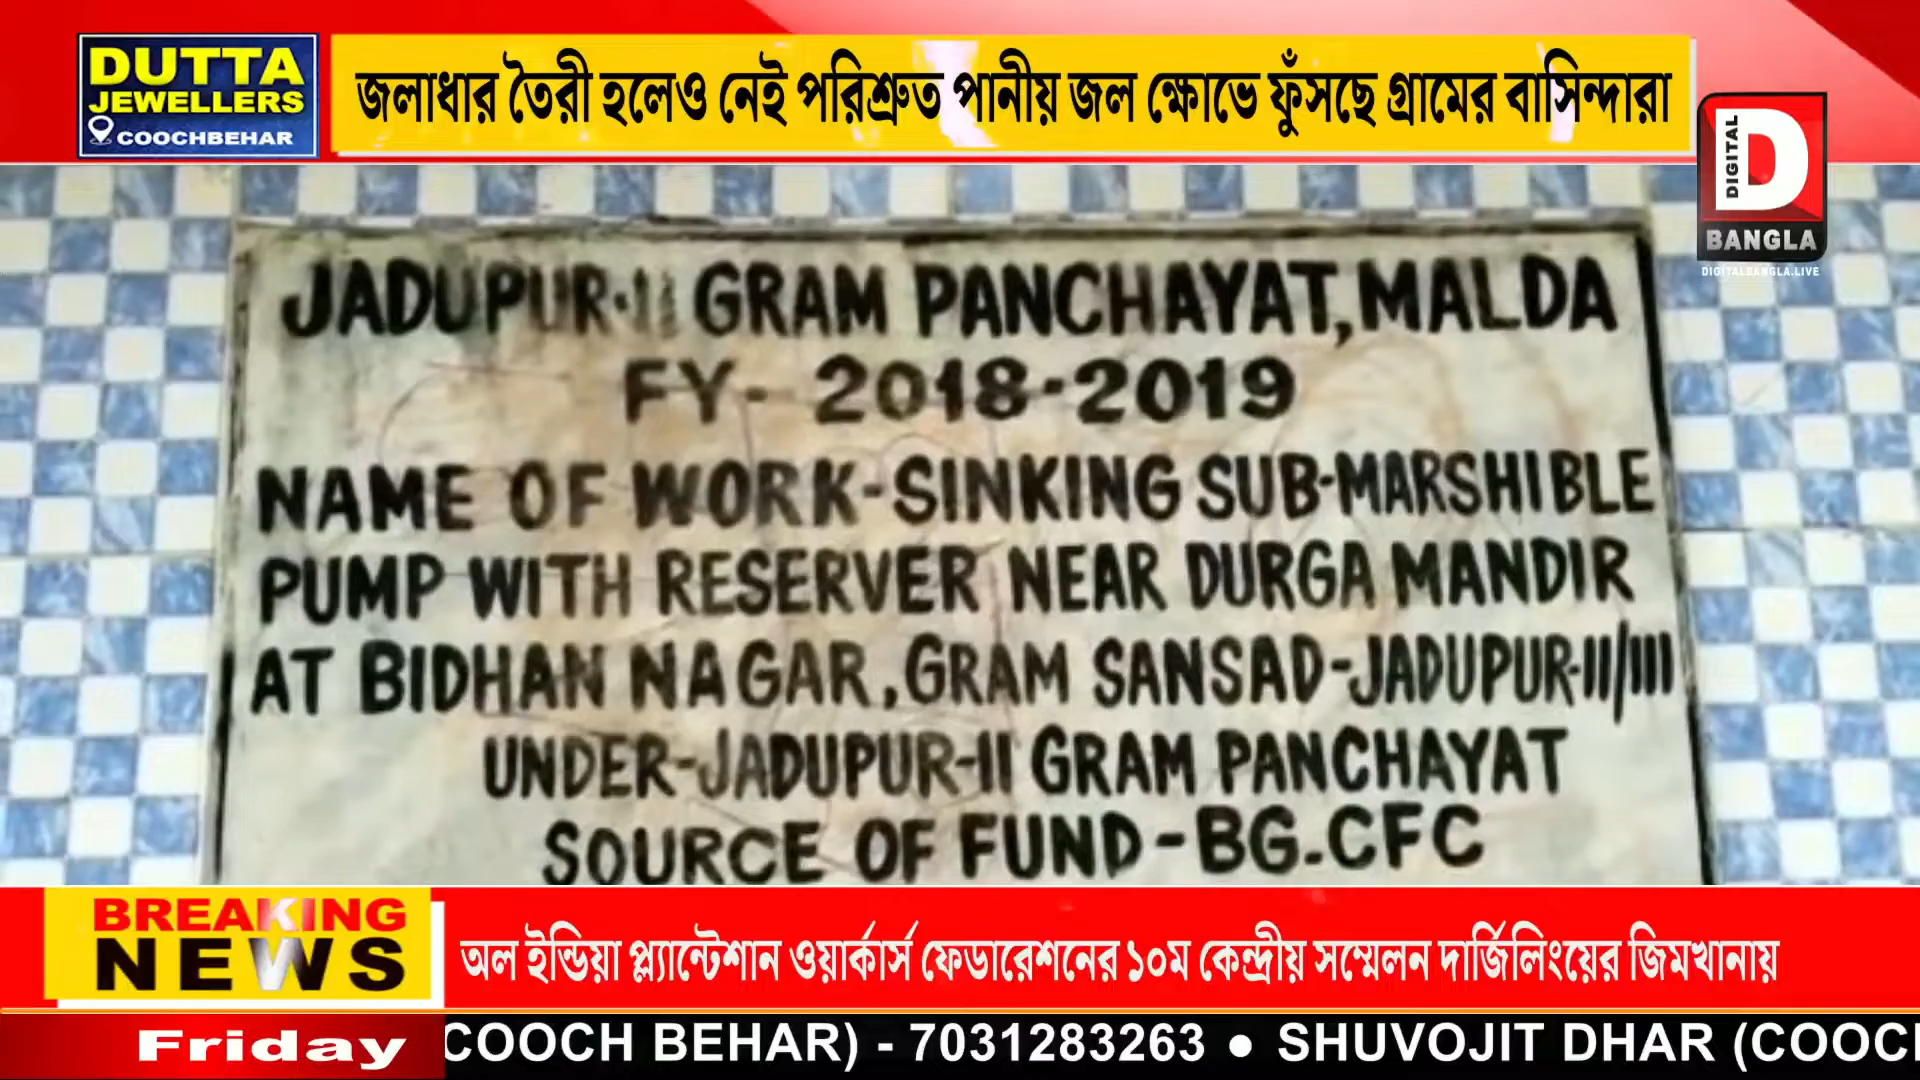 DUTTA
JEWELLERS
COOCHBEHAR
জলাধার তৈরী হলেও নেই পরিশ্রুত পানীয় জল ক্ষোভে ফুঁসছে গ্রামের বাসিন্দারা
DIGITAL
D
BANGLA
DIGITALBANGLA.LIVE
JADUPUR-II GRAM PANCHAYAT, MALDA
FY- 2018-2019
NAME OF WORK-SINKING SUB-MARSHIBLE
PUMP WITH RESERVER NEAR DURGA MANDIR
AT BIDHAN NAGAR, GRAM SANSAD-JADUPUR-II/III
UNDER-JADUPUR-II GRAM PANCHAYAT
SOURCE OF FUND-BG.CFC
BREAKING
NEWS
অল ইন্ডিয়া প্ল্যান্টেশান ওয়ার্কার্স ফেডারেশনের ১০ম কেন্দ্রীয় সম্মেলন দার্জিলিংয়ের জিমখানায়
Friday
(COOCH BEHAR) - 7031283263 ● SHUVOJIT DHAR (COOC